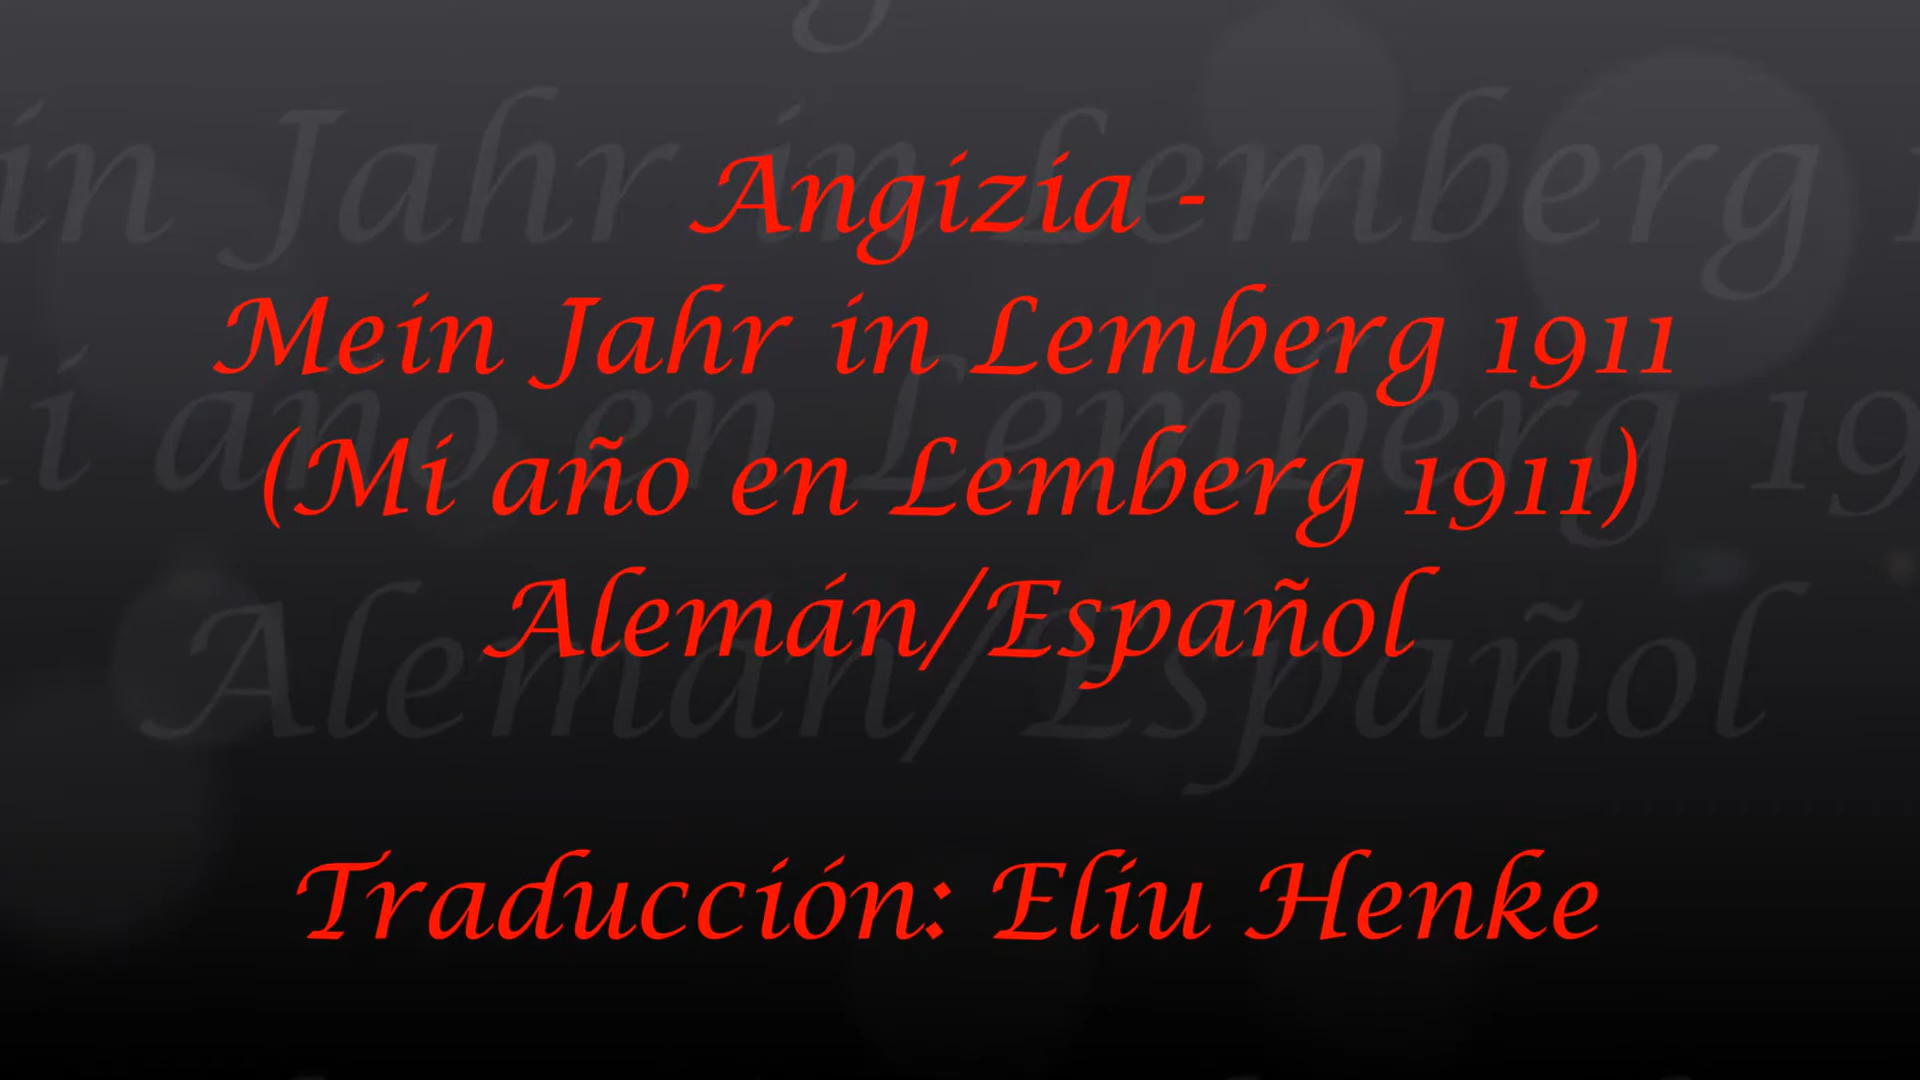 Angizia -
Mein Jahr in Lemberg 1911
(Mi año en Lemberg 1911)
Alemán/Español
Traducción: Eliu Henke